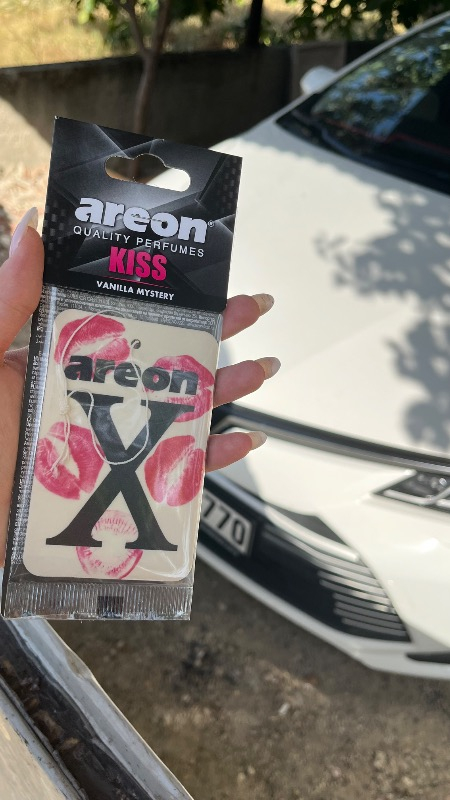 areon®
QUALITY PERFUMES
KISS
VANILLA MYSTERY
areon
X
770